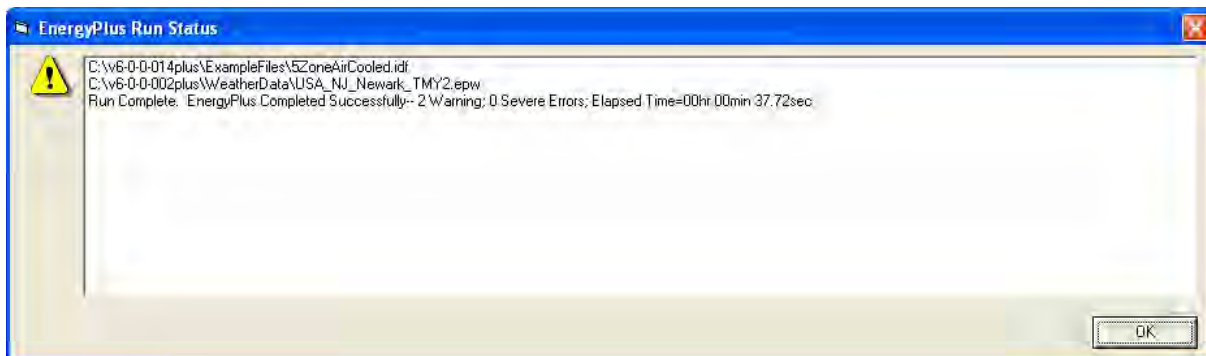 EnergyPlus Run Status
C:\v6-0-0-014plus\ExampleFiles\5ZoneAirCooled.idf
C:\v6-0-0-002plus\WeatherData\USA_NJ_Newark_TMY2.epw
Run Complete. EnergyPlus Completed Successfully-- 2 Warning; 0 Severe Errors; Elapsed Time=00hr 00min 37.72sec
OK